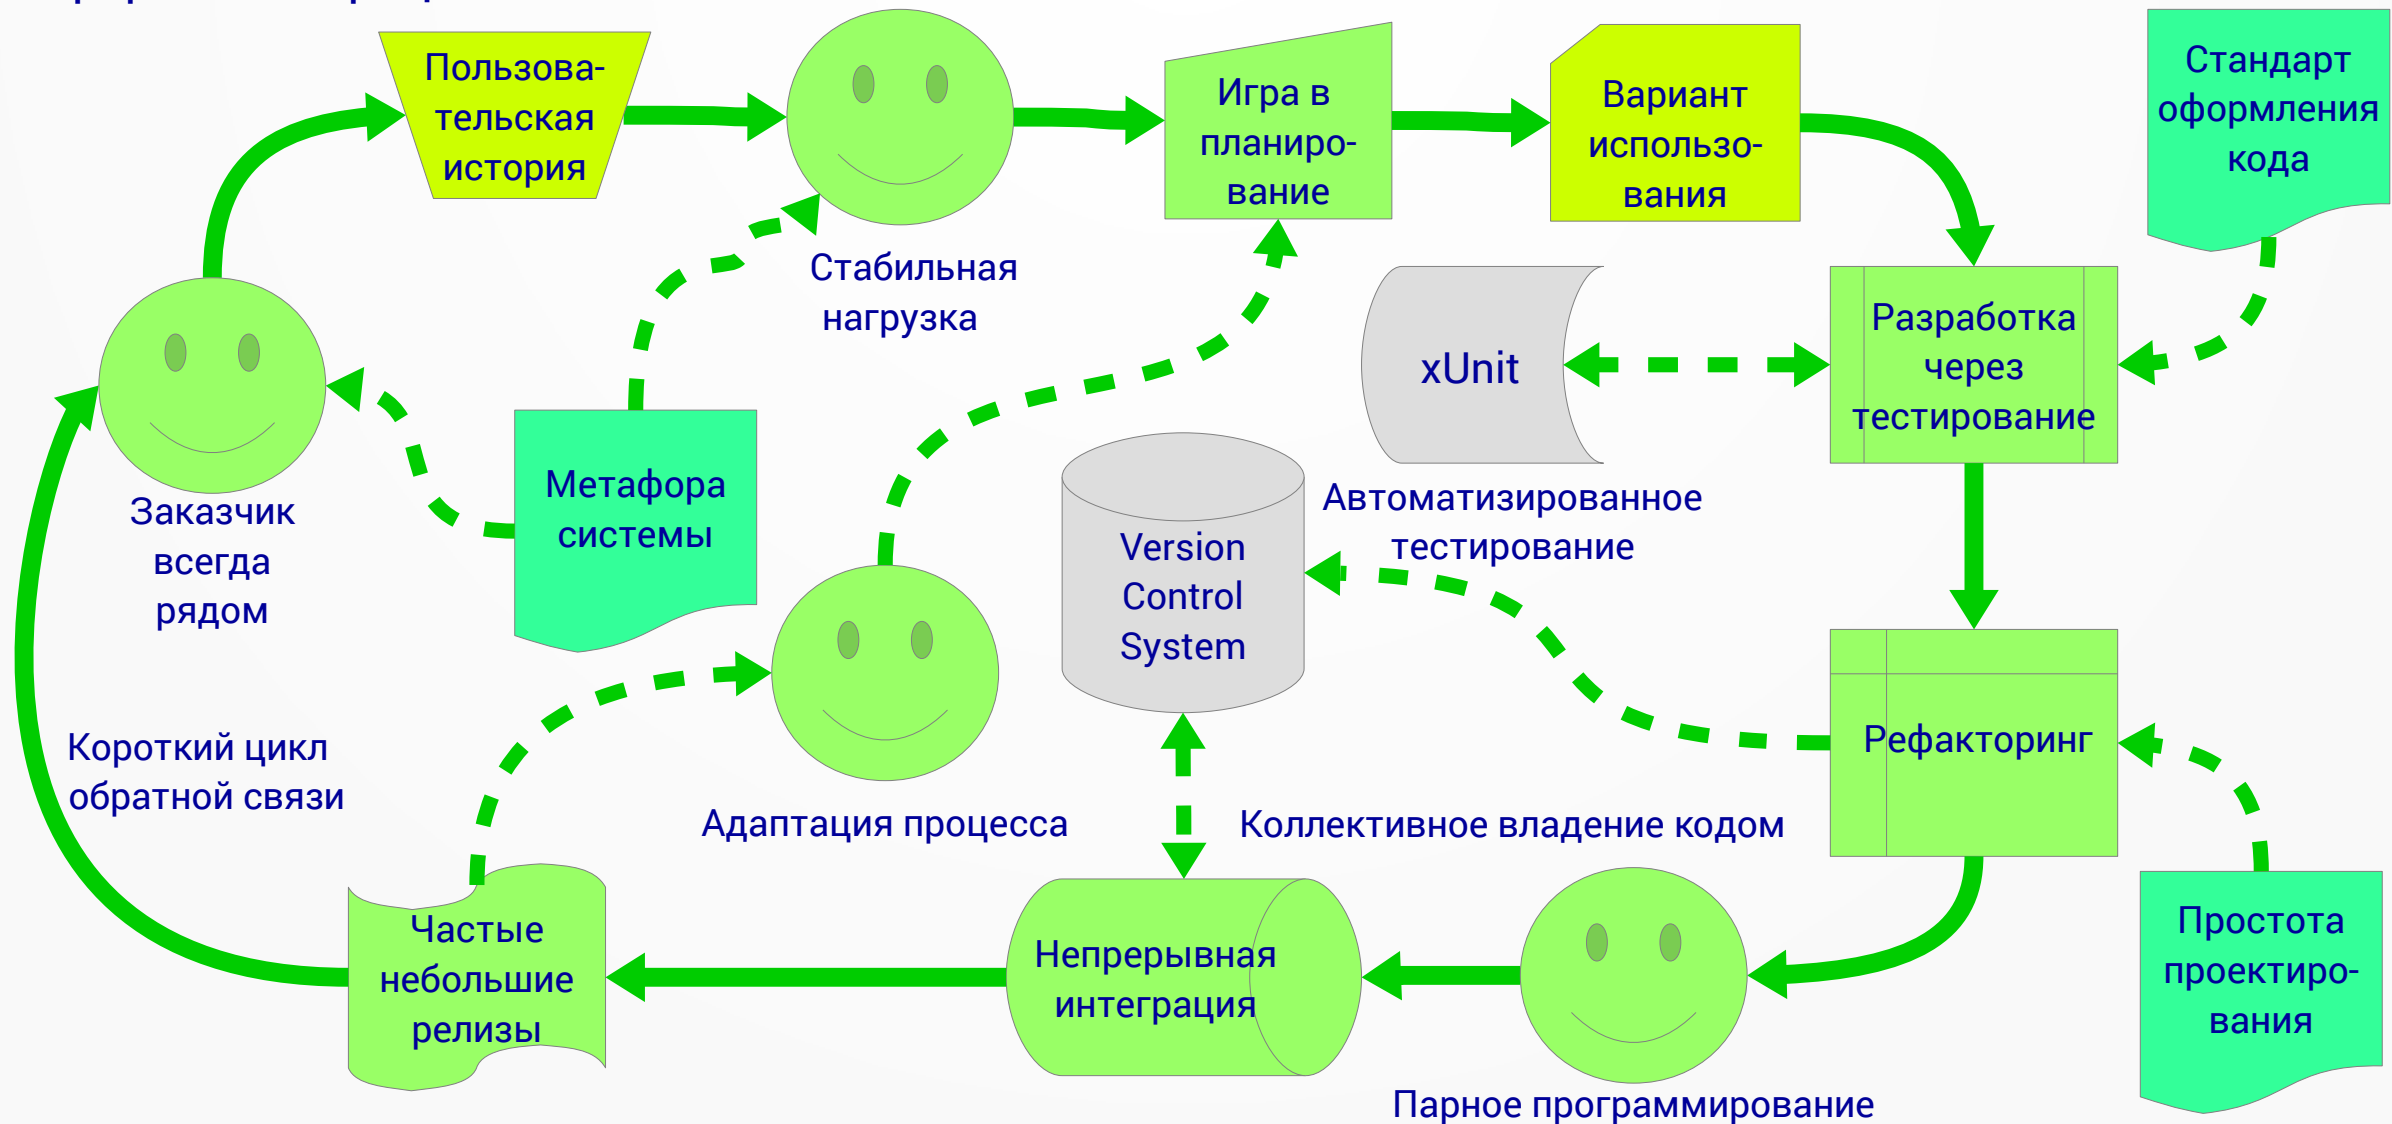 Пользова-
тельская
история
Игра в
планиро-
вание
Вариант
использо-
вания
Стандарт
оформления
кода
Стабильная
нагрузка
Разработка
через
тестирование
xUnit
Автоматизированное
тестирование
Заказчик
всегда
рядом
Метафора
системы
Version
Control
System
Рефакторинг
Короткий цикл
обратной связи
Адаптация процесса
Коллективное владение кодом
Частые
небольшие
релизы
Непрерывная
интеграция
Простота
проектиро-
вания
Парное программирование